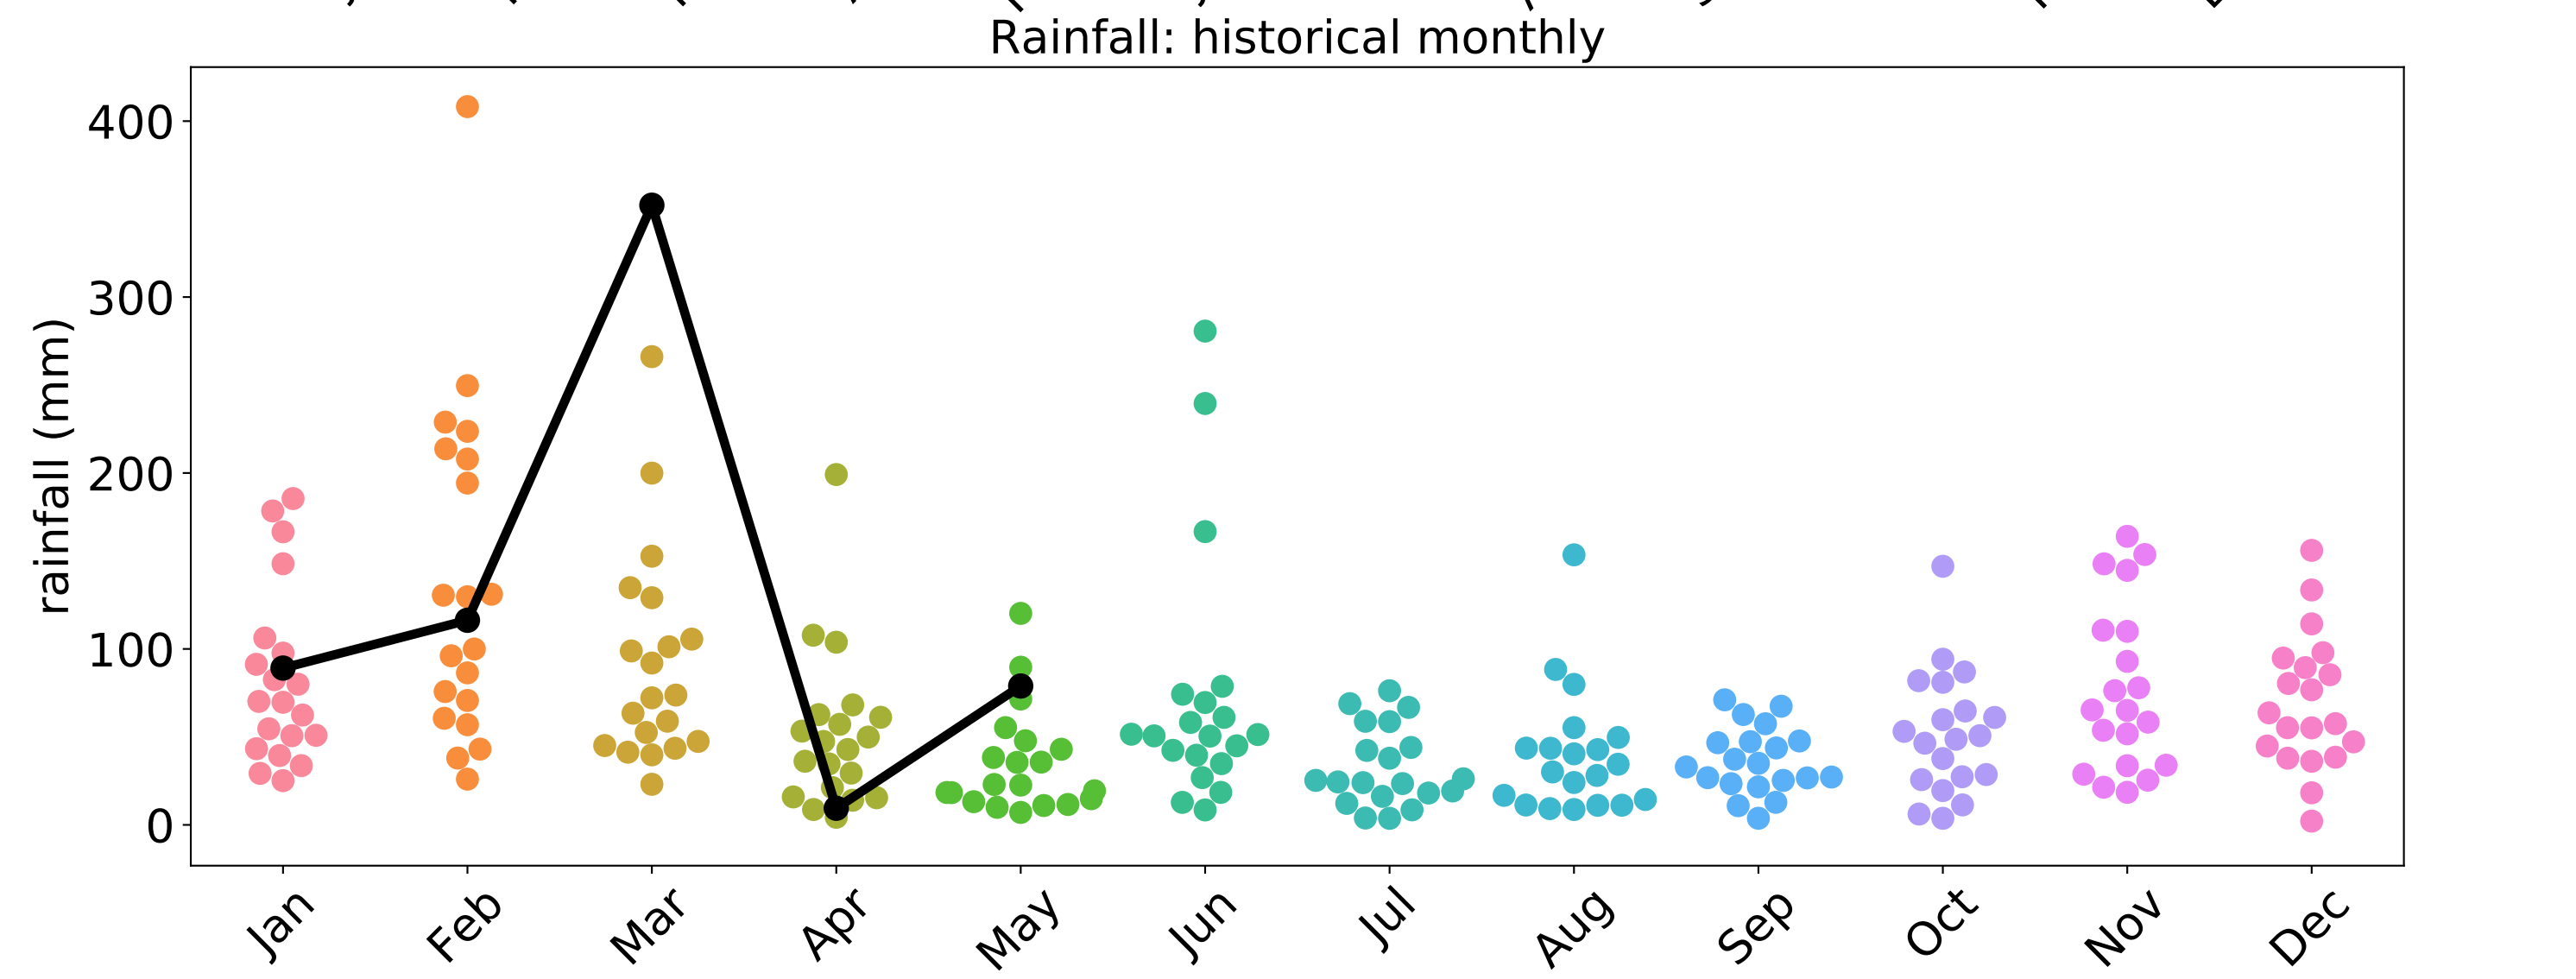 Rainfall: historical monthly
rainfall (mm)
400
300
200
100
0
Jan
Feb
Mar
Apr
May
Jun
Jul
Aug
Sep
Oct
Nov
Dec